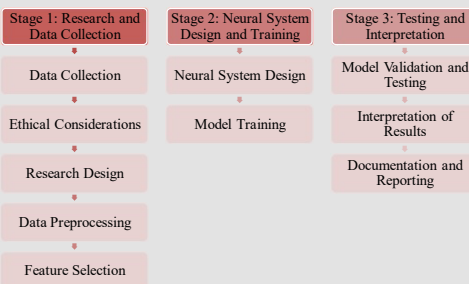 Stage 1: Research and
Data Collection
Data Collection
Ethical Considerations
Research Design
Data Preprocessing
Feature Selection
Stage 2: Neural System
Design and Training
Neural System Design
Model Training
Stage 3: Testing and
Interpretation
Model Validation and
Testing
Interpretation of
Results
Documentation and
Reporting